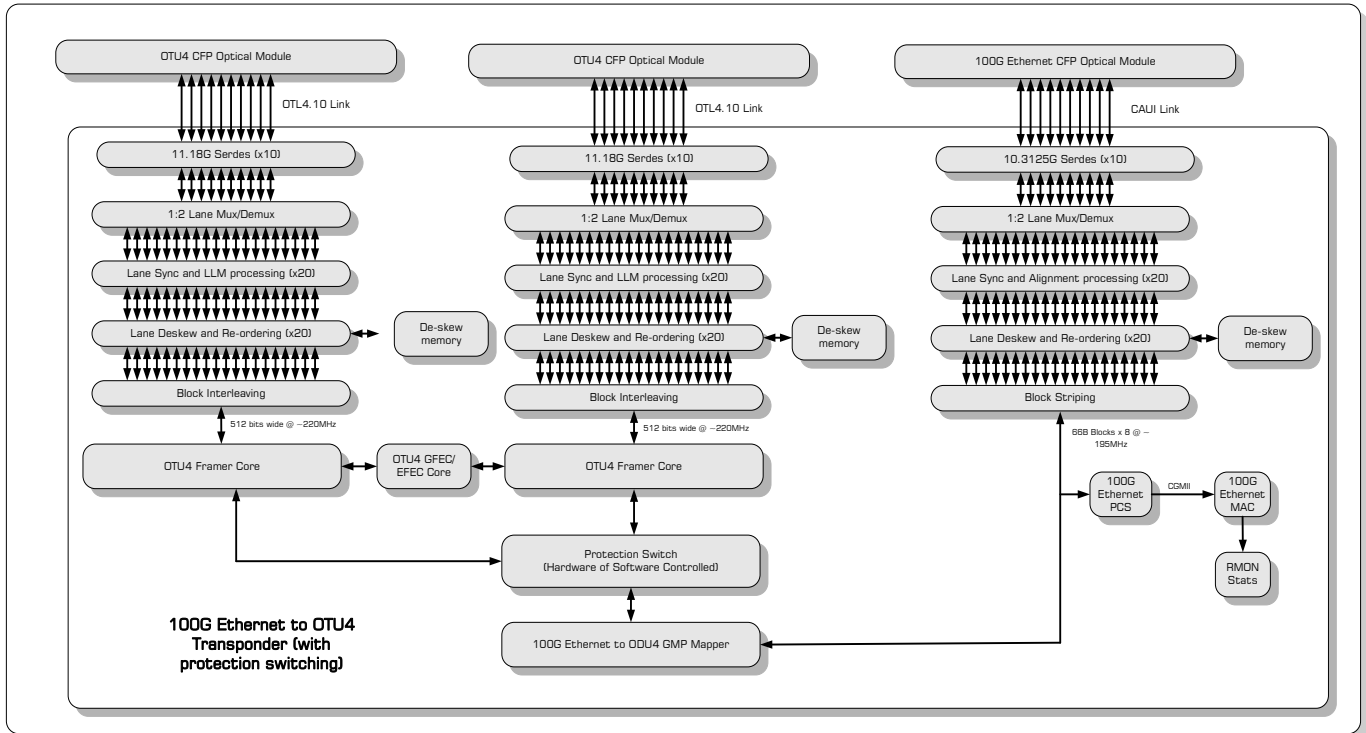 OTU4 CFP Optical Module
OTU4 CFP Optical Module
100G Ethernet CFP Optical Module
OTL4.10 Link
OTL4.10 Link
CAUI Link
11.18G Serdes (x10)
11.18G Serdes (x10)
10.3125G Serdes (x10)
1:2 Lane Mux/Demux
1:2 Lane Mux/Demux
1:2 Lane Mux/Demux
Lane Sync and LLM processing (x20)
Lane Sync and LLM processing (x20)
Lane Sync and Alignment processing (x20)
Lane Deskew and Re-ordering (x20)
De-skew
memory
Lane Deskew and Re-ordering (x20)
De-skew
memory
Lane Deskew and Re-ordering (x20)
De-skew
memory
Block Interleaving
Block Interleaving
Block Striping
512 bits wide @ ~220MHz
512 bits wide @ ~220MHz
66B Blocks x 8 @ ~
195MHz
OTU4 Framer Core
OTU4 GFEC/
EFEC Core
OTU4 Framer Core
100G
Ethernet
PCS
CGMII
100G
Ethernet
MAC
Protection Switch
(Hardware of Software Controlled)
RMON
Stats
100G Ethernet to OTU4
Transponder (with
protection switching)
100G Ethernet to ODU4 GMP Mapper